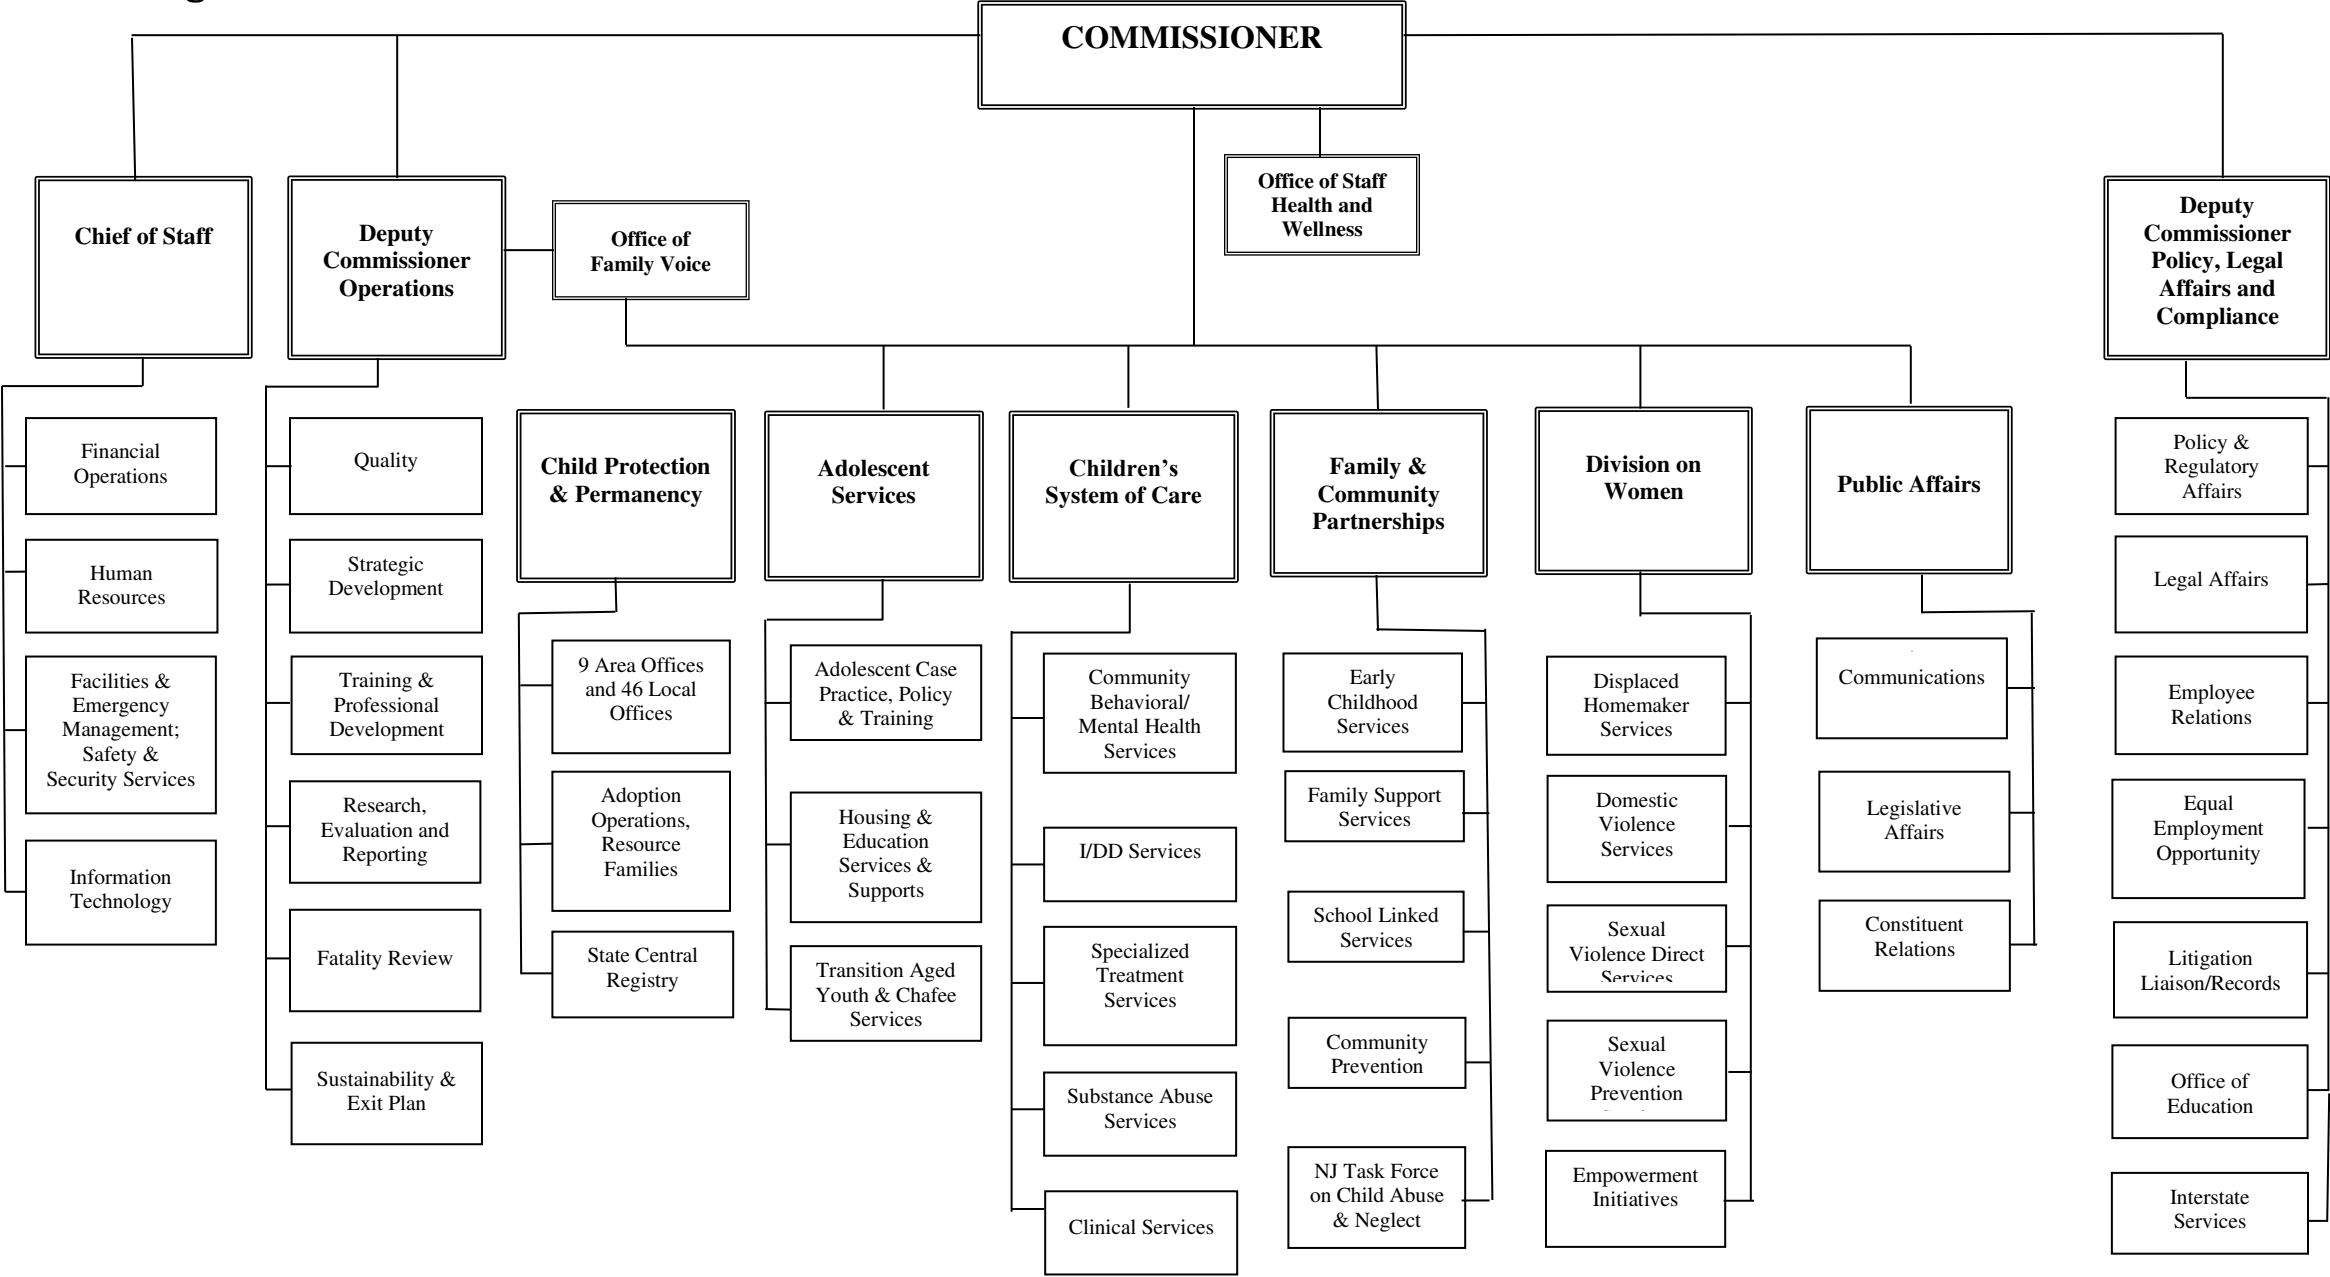 COMMISSIONER
Office of Staff
Health and
Wellness
Chief of Staff
Deputy
Commissioner
Operations
Office of
Family Voice
Deputy
Commissioner
Policy, Legal
Affairs and
Compliance
Financial
Operations
Human
Resources
Facilities &
Emergency
Management;
Safety &
Security Services
Information
Technology
Quality
Strategic
Development
Training &
Professional
Development
Research,
Evaluation and
Reporting
Fatality Review
Sustainability &
Exit Plan
Child Protection
& Permanency
9 Area Offices
and 46 Local
Offices
Adoption
Operations,
Resource
Families
State Central
Registry
Adolescent
Services
Adolescent Case
Practice, Policy
& Training
Housing &
Education
Services &
Supports
Transition Aged
Youth & Chafee
Services
Children’s
System of Care
Community
Behavioral/
Mental Health
Services
I/DD Services
Specialized
Treatment
Services
Substance Abuse
Services
Clinical Services
Family &
Community
Partnerships
Early
Childhood
Services
Family Support
Services
School Linked
Services
Community
Prevention
NJ Task Force
on Child Abuse
& Neglect
Division on
Women
Displaced
Homemaker
Services
Domestic
Violence
Services
Sexual
Violence Direct
Services
Sexual
Violence
Prevention
Empowerment
Initiatives
Public Affairs
Communications
Legislative
Affairs
Constituent
Relations
Policy &
Regulatory
Affairs
Legal Affairs
Employee
Relations
Equal
Employment
Opportunity
Litigation
Liaison/Records
Office of
Education
Interstate
Services